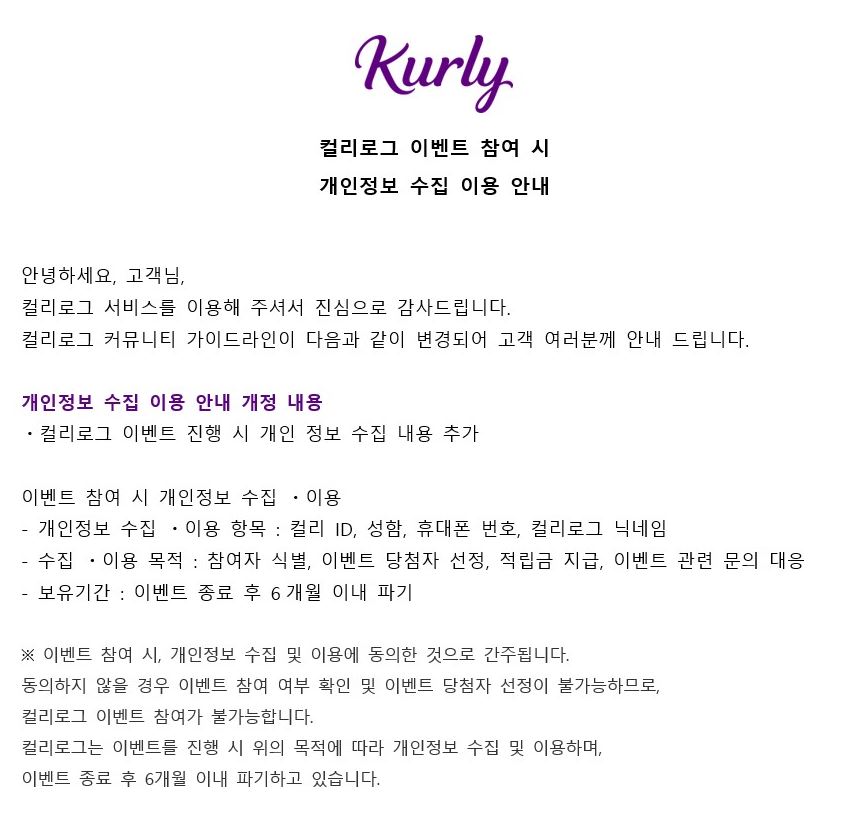 Kurly
컬리로그 이벤트 참여 시
개인정보 수집 이용 안내
안녕하세요, 고객님,
컬리로그 서비스를 이용해 주셔서 진심으로 감사드립니다.
컬리로그 커뮤니티 가이드라인이 다음과 같이 변경되어 고객 여러분께 안내 드립니다.
개인정보 수집 이용 안내 개정 내용
・컬리로그 이벤트 진행 시 개인 정보 수집 내용 추가
이벤트 참여 시 개인정보 수집 ・이용
- 개인정보 수집 ・이용 항목 : 컬리 ID, 성함, 휴대폰 번호, 컬리로그 닉네임
- 수집 ・이용 목적 : 참여자 식별, 이벤트 당첨자 선정, 적립금 지급, 이벤트 관련 문의 대응
- 보유기간 : 이벤트 종료 후 6개월 이내 파기
※ 이벤트 참여 시, 개인정보 수집 및 이용에 동의한 것으로 간주됩니다.
동의하지 않을 경우 이벤트 참여 여부 확인 및 이벤트 당첨자 선정이 불가능하므로,
컬리로그 이벤트 참여가 불가능합니다.
컬리로그는 이벤트를 진행 시 위의 목적에 따라 개인정보 수집 및 이용하며,
이벤트 종료 후 6개월 이내 파기하고 있습니다.